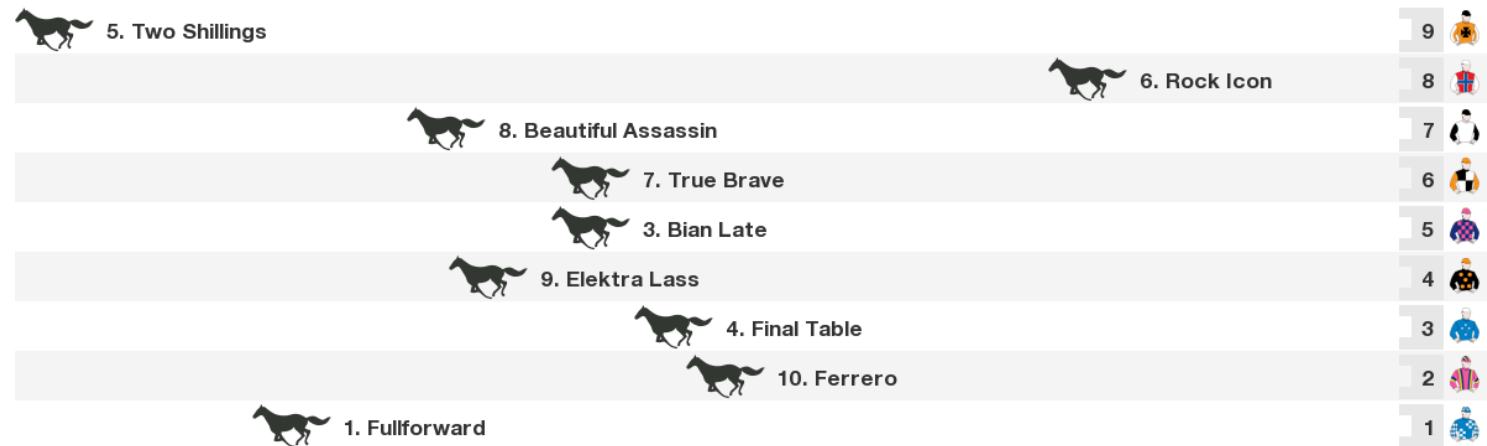 5. Two Shillings 9
6. Rock Icon 8
8. Beautiful Assassin 7
7. True Brave 6
3. Bian Late 5
9. Elektra Lass 4
4. Final Table 3
10. Ferrero 2
1. Fullforward 1